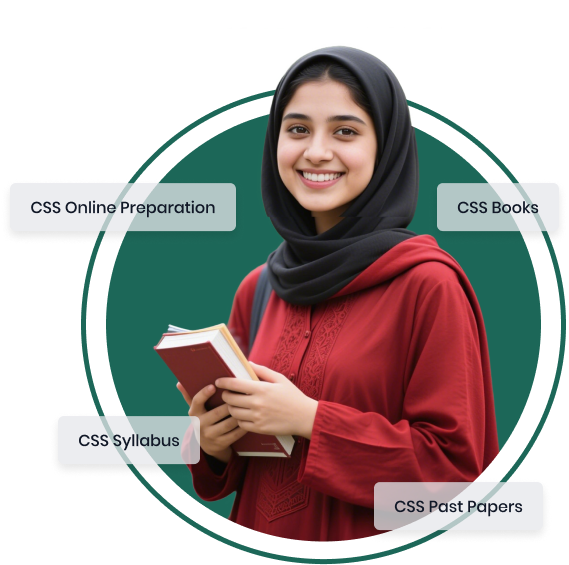 CSS Online Preparation
CSS Books
CSS Syllabus
CSS Past Papers